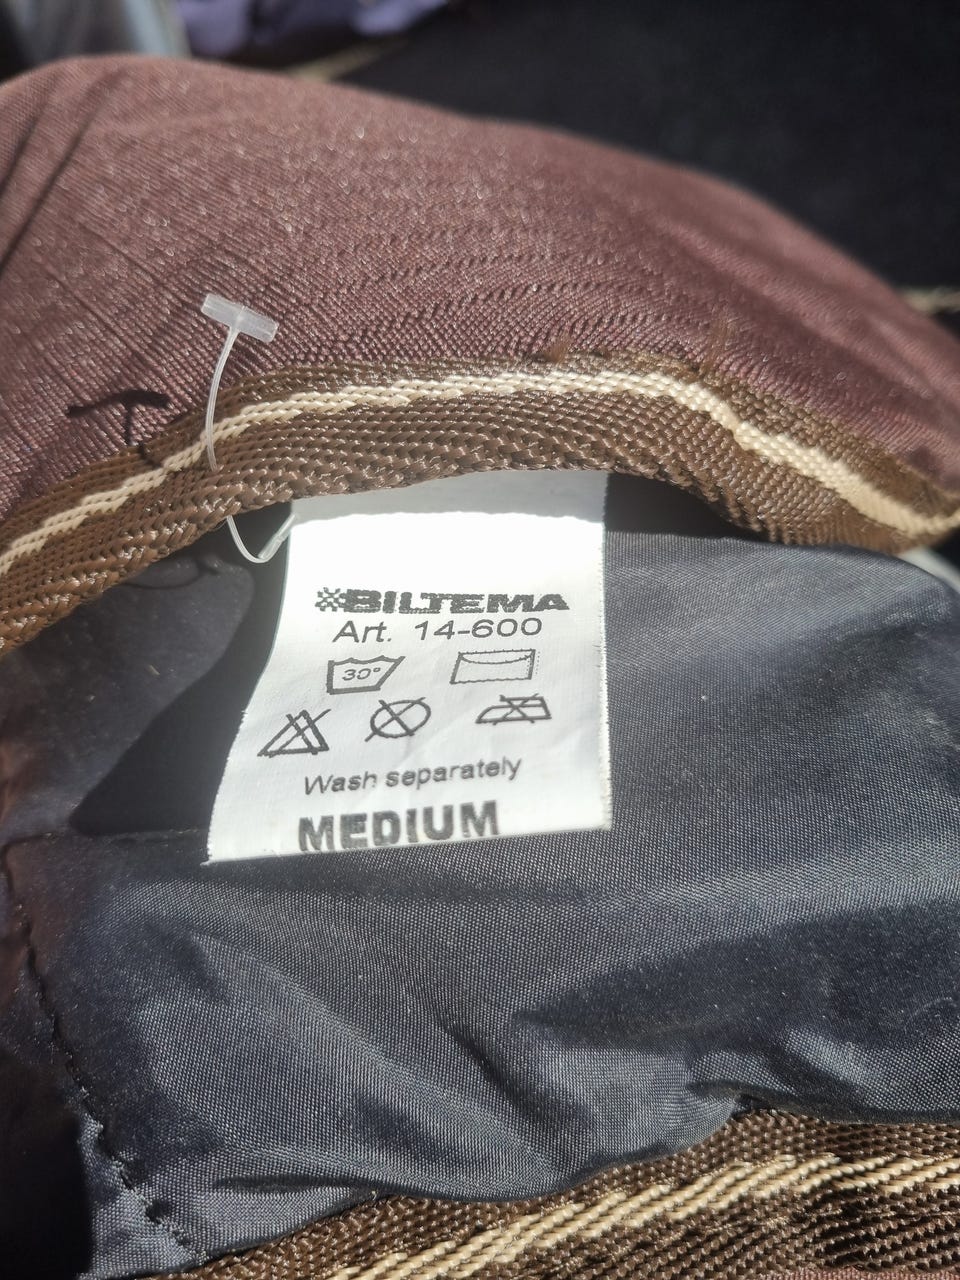 BILTEMA
Art. 14-600
30°
Wash separately
MEDIUM